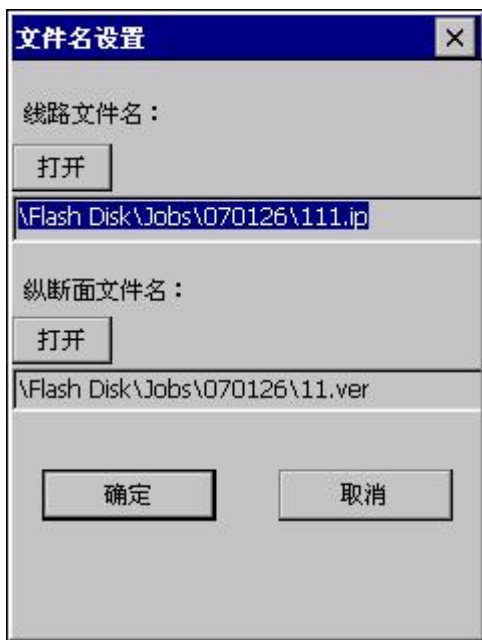 文件名设置
线路文件名：
打开
\Flash Disk\Jobs\070126\111.ip
纵断面文件名：
打开
\Flash Disk\Jobs\070126\11.ver
确定 取消